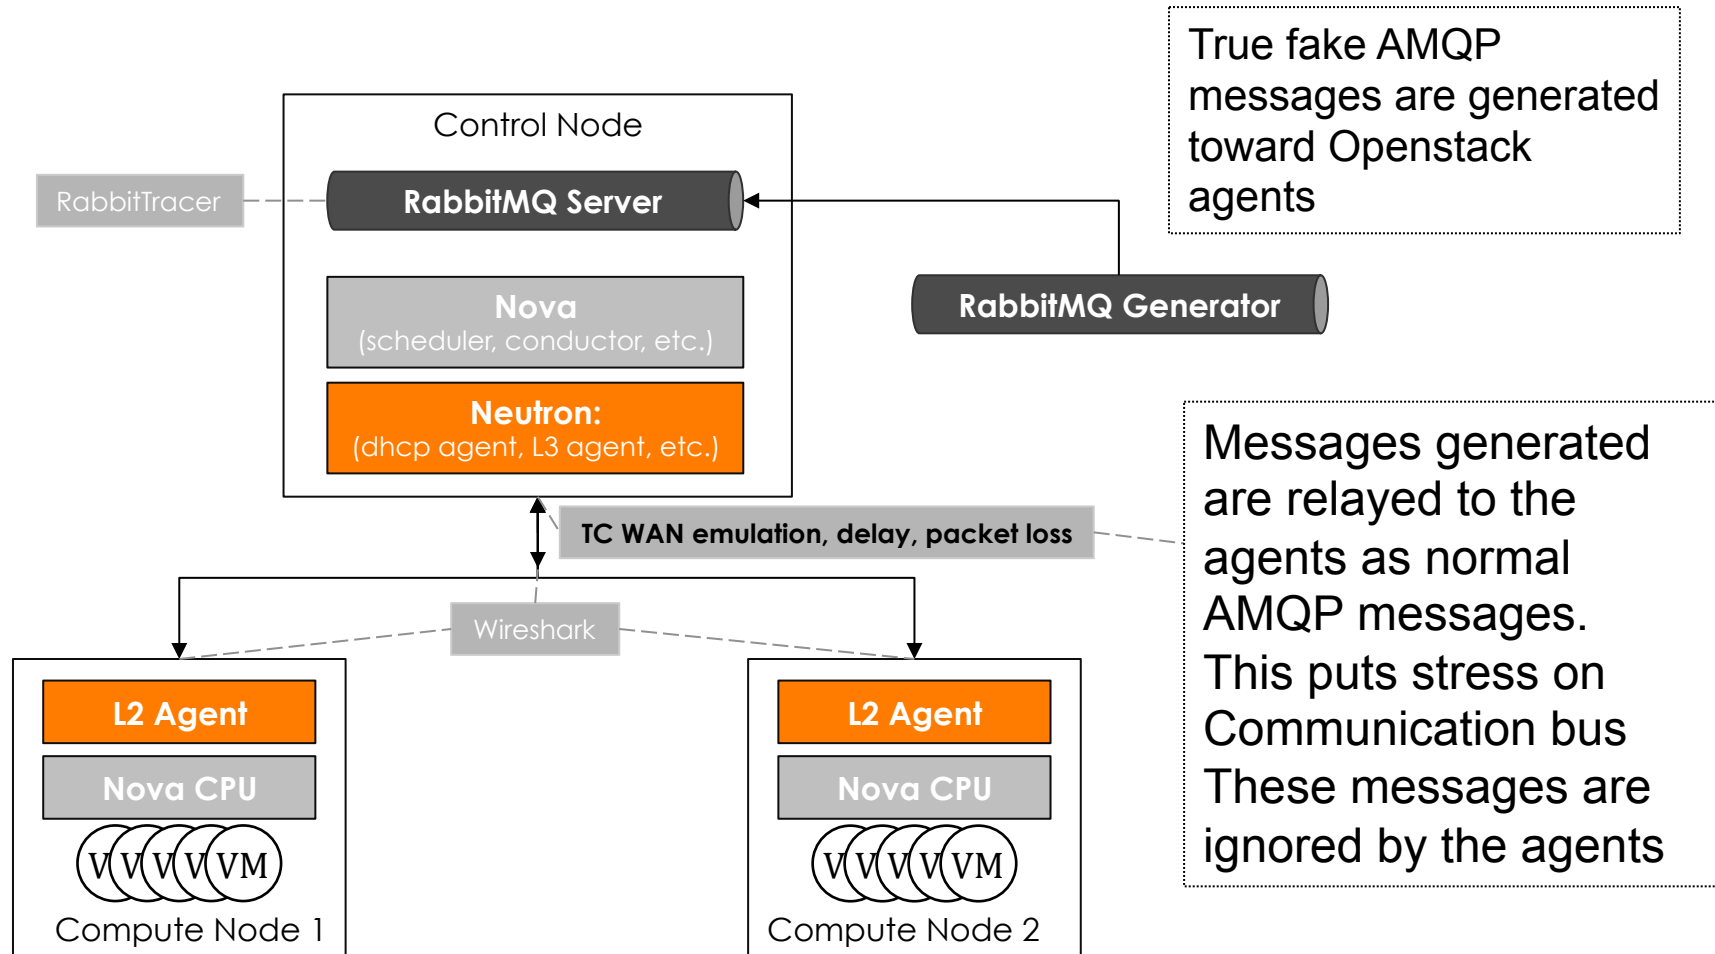 True fake AMQP
messages are generated
toward Openstack
agents
Control Node
RabbitTracer
RabbitMQ Server
RabbitMQ Generator
Nova
(scheduler, conductor, etc.)
Neutron:
(dhcp agent, L3 agent, etc.)
TC WAN emulation, delay, packet loss
Messages generated
are relayed to the
agents as normal
AMQP messages.
This puts stress on
Communication bus
These messages are
ignored by the agents
Wireshark
L2 Agent
Nova CPU
V V V V VM
Compute Node 1
L2 Agent
Nova CPU
V V V V VM
Compute Node 2